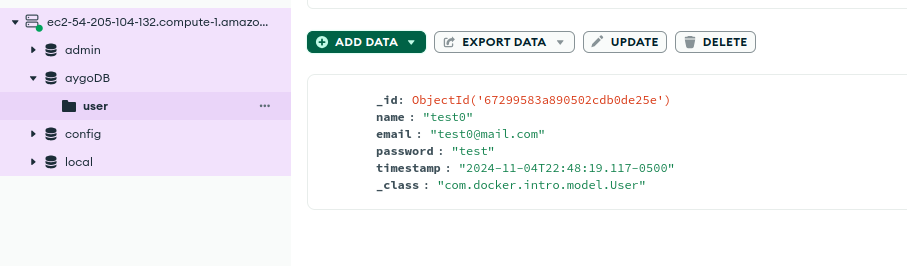 ec2-54-205-104-132.compute-1.amazo...
admin
aygoDB
user
config
local
ADD DATA
EXPORT DATA
UPDATE
DELETE
_id: ObjectId('67299583a890502cdb0de25e')
name : "test0"
email : "test0@mail.com"
password : "test"
timestamp : "2024-11-04T22:48:19.117-0500"
_class : "com.docker.intro.model.User"